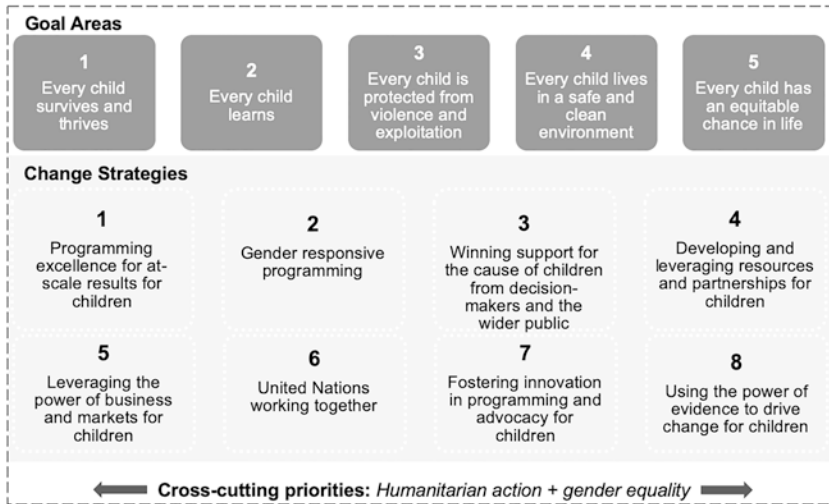 Goal Areas
1
Every child
survives and
thrives
2
Every child
learns
3
Every child is
protected from
violence and
exploitation
4
Every child lives
in a safe and
clean
environment
5
Every child has
an equitable
chance in life
Change Strategies
1
Programming
excellence for at-
scale results for
children
2
Gender responsive
programming
3
Winning support for
the cause of children
from decision-
makers and the
wider public
4
Developing and
leveraging resources
and partnerships for
children
5
Leveraging the
power of business
and markets for
children
6
United Nations
working together
7
Fostering innovation
in programming and
advocacy for
children
8
Using the power of
evidence to drive
change for children
Cross-cutting priorities: Humanitarian action + gender equality